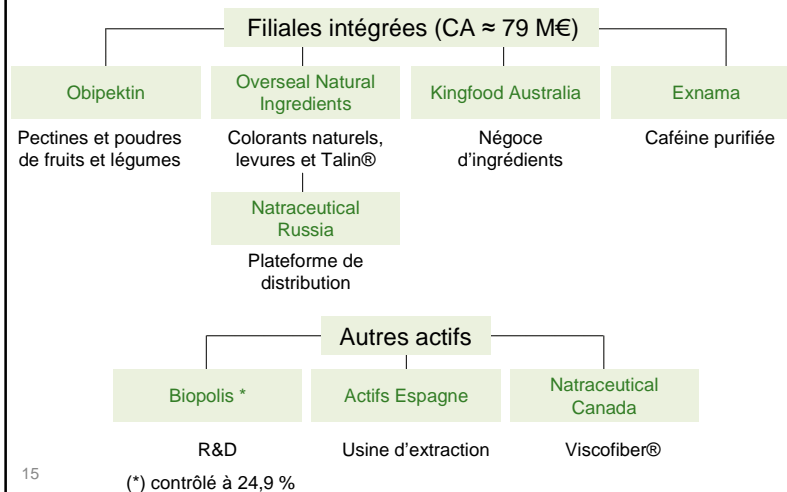 Filiales intégrées (CA ≈ 79 M€)
Obipektin
Pectines et poudres
de fruits et légumes
Overseal Natural
Ingredients
Colorants naturels,
levures et Talin®
Natraceutical
Russia
Plateforme de
distribution
Kingfood Australia
Négoce
d’ingrédients
Exnama
Caféine purifiée
Autres actifs
Biopolis *
R&D
Actifs Espagne
Usine d’extraction
Natraceutical
Canada
Viscofiber®
15
(*) contrôlé à 24,9 %